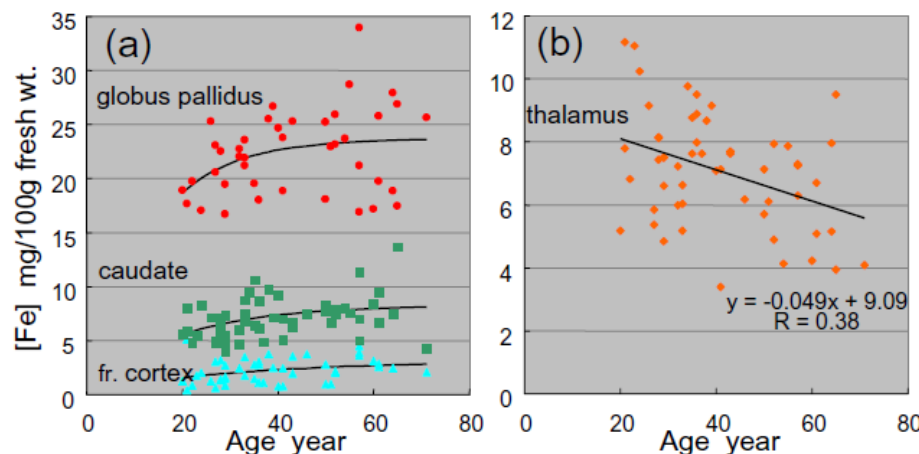 [Fe] mg/100g fresh wt.
35
30
25
20
15
10
5
0
(a)
globus pallidus
caudate
fr. cortex
0 20 40 60 80
Age year
12
10
8
6
4
2
0
(b)
thalamus
y = -0.049x + 9.09
R = 0.38
0 20 40 60 80
Age year